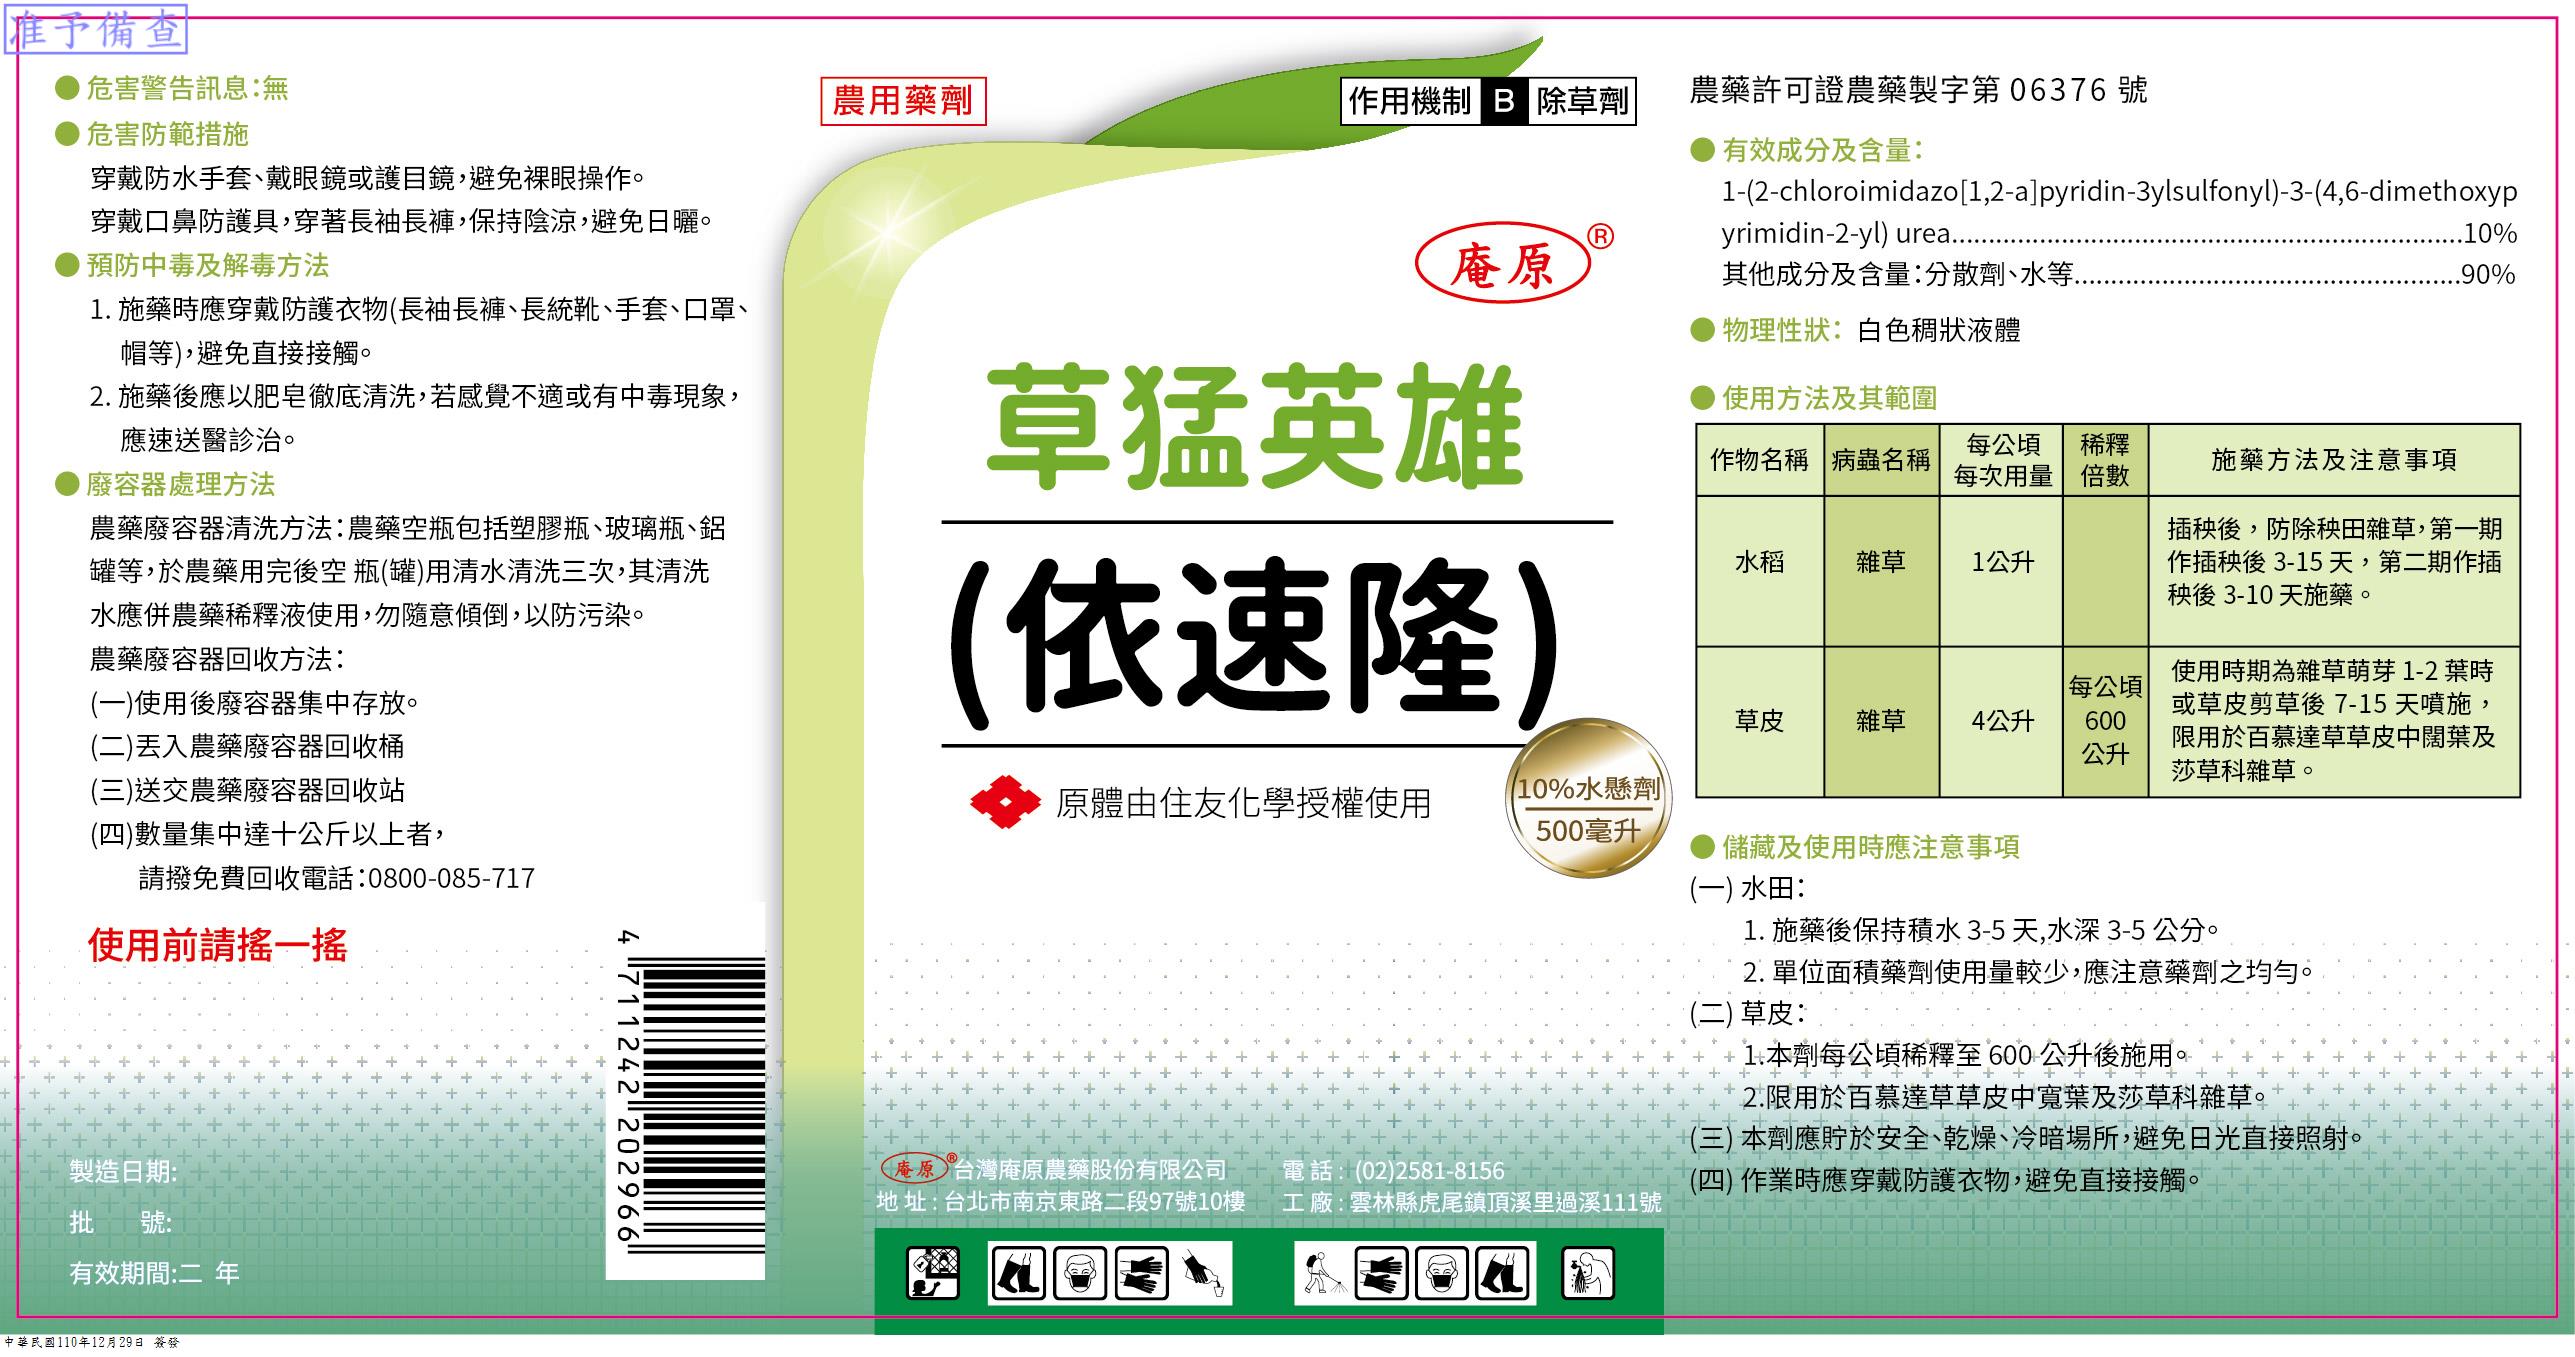 准予備查
● 危害警告訊息：無
● 危害防範措施
穿戴防水手套、戴眼鏡或護目鏡，避免裸眼操作。
穿戴口鼻防護具，穿著長袖長褲，保持陰涼，避免日曬。
● 預防中毒及解毒方法
1. 施藥時應穿戴防護衣物(長袖長褲、長統靴、手套、口罩、
帽等)，避免直接接觸。
2. 施藥後應以肥皂徹底清洗，若感覺不適或有中毒現象，
應速送醫診治。
● 廢容器處理方法
農藥廢容器清洗方法：農藥空瓶包括塑膠瓶、玻璃瓶、鋁
罐等，於農藥用完後空 瓶(罐)用清水清洗三次，其清洗
水應併農藥稀釋液使用，勿隨意傾倒，以防污染。
農藥廢容器回收方法：
(一)使用後廢容器集中存放。
(二)丟入農藥廢容器回收桶
(三)送交農藥廢容器回收站
(四)數量集中達十公斤以上者，
請撥免費回收電話：0800-085-717
使用前請搖一搖
4 711242 202966
製造日期:
批 號:
有效期間:二 年
農用藥劑
作用機制 B 除草劑
庵原®
草猛英雄
(依速隆)
原體由住友化學授權使用
10%水懸劑
500毫升
庵原® 台灣庵原農藥股份有限公司 電 話 : (02)2581-8156
地 址 : 台北市南京東路二段97號10樓 工 廠 : 雲林縣虎尾鎮頂溪里過溪111號
農藥許可證農藥製字第 06376 號
● 有效成分及含量：
1-(2-chloroimidazo[1,2-a]pyridin-3ylsulfonyl)-3-(4,6-dimethoxyp
yrimidin-2-yl) urea......................................................................10%
其他成分及含量：分散劑、水等.....................................................90%
● 物理性狀： 白色稠狀液體
● 使用方法及其範圍
作物名稱 病蟲名稱 每公頃每次用量 稀釋倍數 施藥方法及注意事項
水稻 雜草 1公升
插秧後，防除秧田雜草，第一期
作插秧後 3-15 天，第二期作插
秧後 3-10 天施藥。
草皮 雜草 4公升 每公頃600公升
使用時期為雜草萌芽 1-2 葉時
或草皮剪草後 7-15 天噴施，
限用於百慕達草草皮中闊葉及
莎草科雜草。
● 儲藏及使用時應注意事項
(一) 水田：
1. 施藥後保持積水 3-5 天,水深 3-5 公分。
2. 單位面積藥劑使用量較少，應注意藥劑之均勻。
(二) 草皮：
1.本劑每公頃稀釋至 600 公升後施用。
2.限用於百慕達草草皮中寬葉及莎草科雜草。
(三) 本劑應貯於安全、乾燥、冷暗場所，避免日光直接照射。
(四) 作業時應穿戴防護衣物，避免直接接觸。
中華民國110年12月29日 簽發